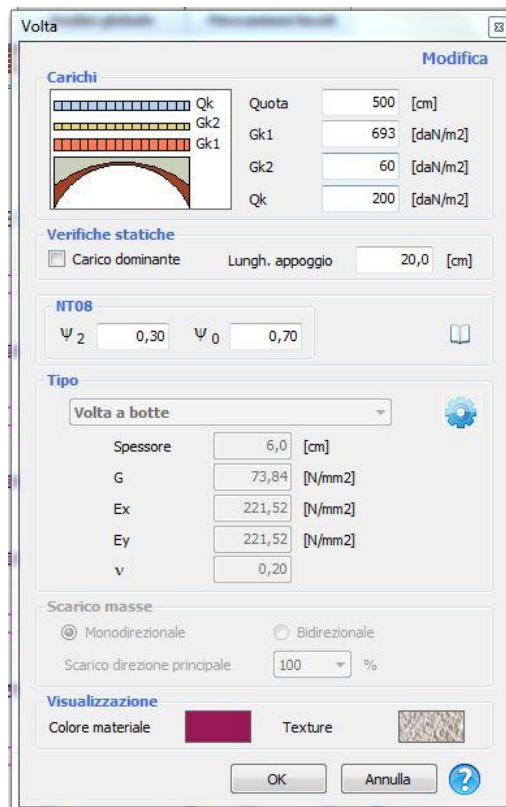 Volta
Modifica
Carichi
Qk
Gk2
Gk1
Quota 500 [cm]
Gk1 693 [daN/m2]
Gk2 60 [daN/m2]
Qk 200 [daN/m2]
Verifiche statiche
Carico dominante Lungh. appoggio 20,0 [cm]
NT08
Ψ 2 0,30 Ψ 0 0,70
Tipo
Volta a botte
Spessore 6,0 [cm]
G 73,84 [N/mm2]
Ex 221,52 [N/mm2]
Ey 221,52 [N/mm2]
ν 0,20
Scarico masse
Monodirezionale Bidirezionale
Scarico direzione principale 100 %
Visualizzazione
Colore materiale Texture
OK Annulla ?